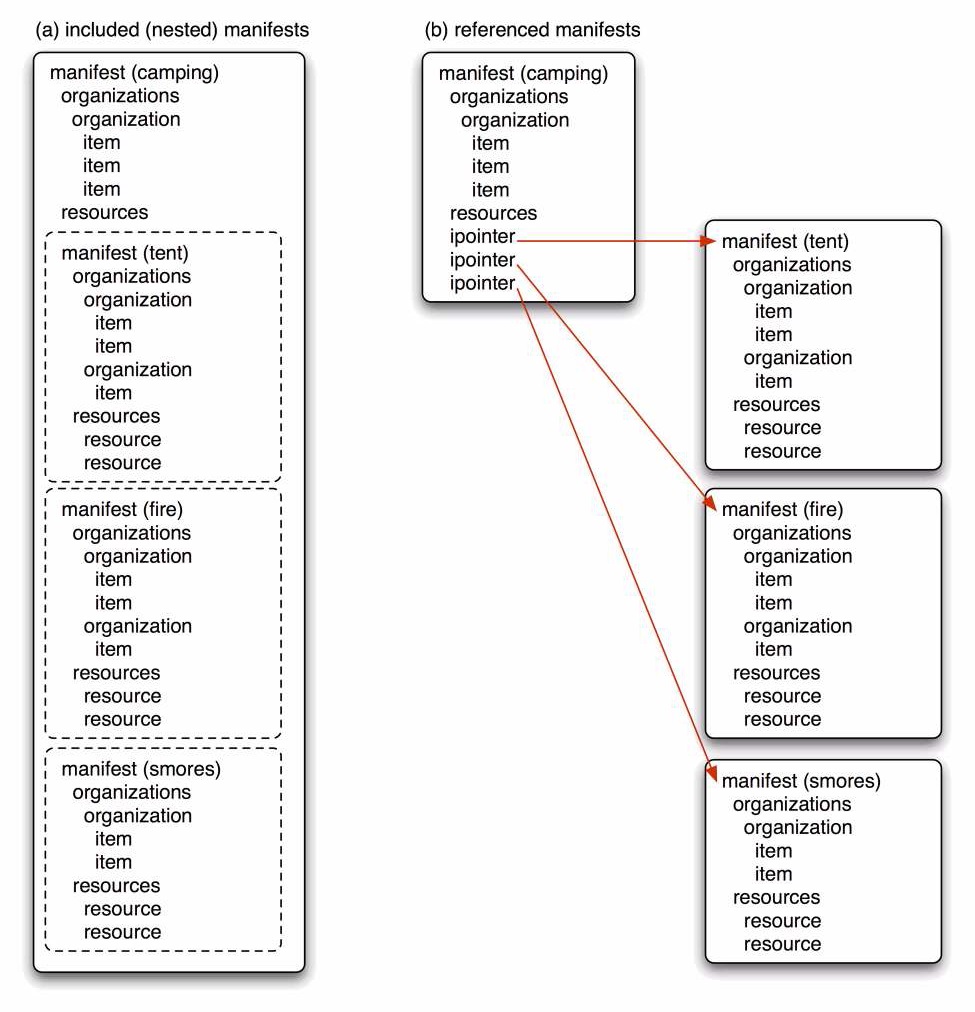 (a) included (nested) manifests
manifest (camping)
organizations
organization
item
item
item
resources
manifest (tent)
organizations
organization
item
item
organization
item
resources
resource
resource
manifest (fire)
organizations
organization
item
item
organization
item
resources
resource
resource
manifest (smores)
organizations
organization
item
item
resources
resource
resource
(b) referenced manifests
manifest (camping)
organizations
organization
item
item
item
resources
ipointer
ipointer
ipointer
manifest (tent)
organizations
organization
item
item
organization
item
resources
resource
resource
manifest (fire)
organizations
organization
item
item
organization
item
resources
resource
resource
manifest (smores)
organizations
organization
item
item
resources
resource
resource